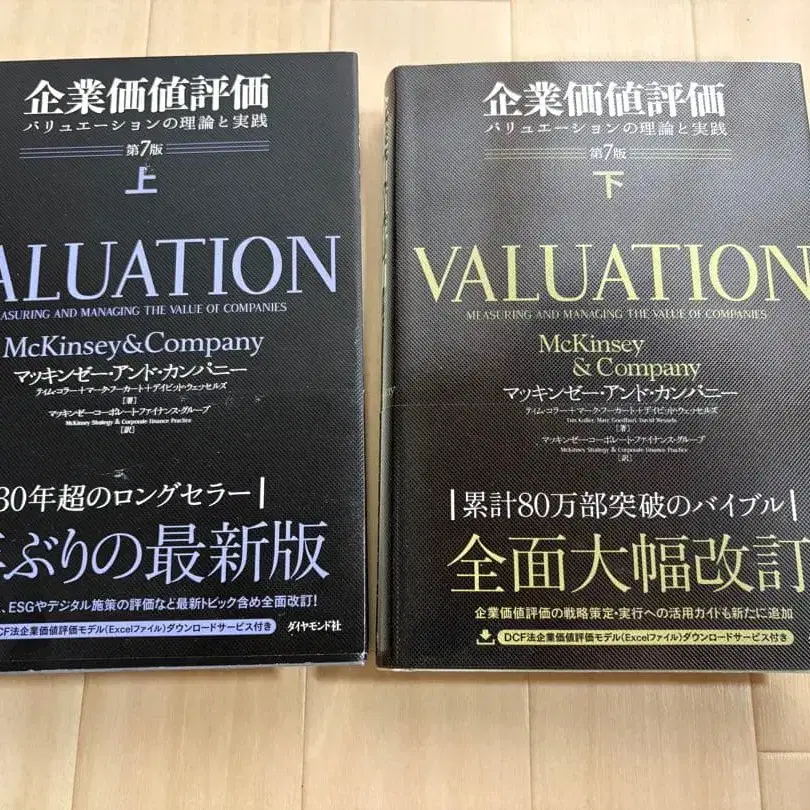 企業価値評価
バリュエーションの理論と実践
第7版
上
ALUATION
EASURING AND MANAGING THE VALUE OF COMPANIES
McKinsey&Company
マッキンゼー・アンド・カンパニー
ティム・コラー+マーク・フーカート+デイビッド・ウェッセルズ
[著]
マッキンゼー・コーポレート・ファイナンス・グループ
McKinsey Strategy & Corporate Finance Practice
[訳]
30年超のロングセラー
ぶりの最新版
、ESGやデジタル施策の評価など最新トピック含め全面改訂!
CF法企業価値評価モデル(Excelファイル)ダウンロードサービス付き
ダイヤモンド社
企業価値評価
バリュエーションの理論と実践
第7版
下
VALUATION
MEASURING AND MANAGING THE VALUE OF COMPANIES
McKinsey
& Company
マッキンゼー・アンド・カンパニー
ティム・コラー+マーク・フーカート+デイビッド・ウェッセルズ
Tim Koller, Marc Goedhart, David Wessels
[著]
マッキンゼー・コーポレート・ファイナンス・グループ
McKinsey Strategy & Corporate Finance Practice
[訳]
累計80万部突破のバイブル
全面大幅改訂
企業価値評価の戦略策定・実行への活用ガイドも新たに追加
DCF法企業価値評価モデル(Excelファイル)ダウンロードサービス付き